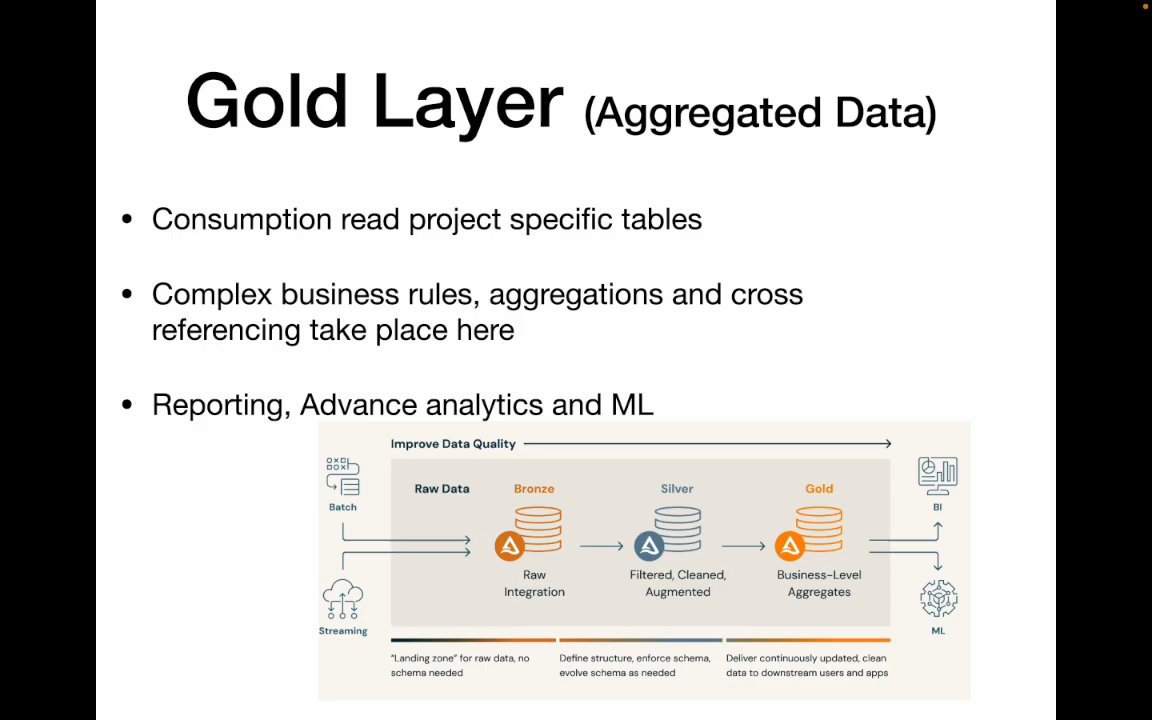 Gold Layer (Aggregated Data)
• Consumption read project specific tables
• Complex business rules, aggregations and cross
referencing take place here
• Reporting, Advance analytics and ML
Improve Data Quality
Batch
Streaming
Raw Data
Bronze
Silver
Gold
Raw
Integration
Filtered, Cleaned,
Augmented
Business-Level
Aggregates
BI
ML
"Landing zone" for raw data, no
schema needed
Define structure, enforce schema,
evolve schema as needed
Deliver continuously updated, clean
data to downstream users and apps